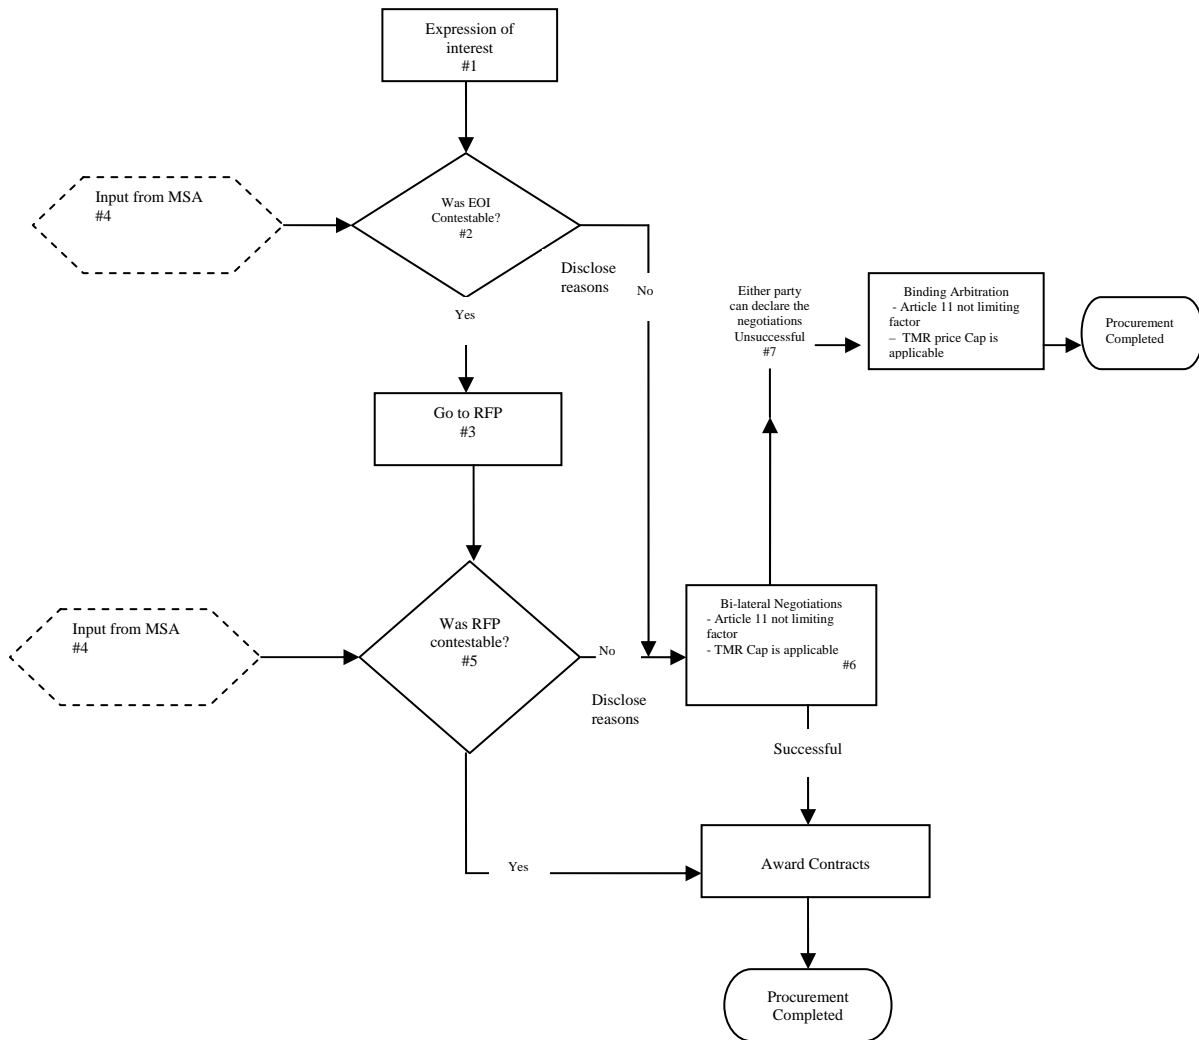 Expression of
interest
#1
Input from MSA
#4
Was EOI
Contestable?
#2
Disclose
reasons
No
Yes
Either party
can declare the
negotiations
Unsuccessful
#7
Binding Arbitration
- Article 11 not limiting
factor
– TMR price Cap is
applicable
Procurement
Completed
Go to RFP
#3
Input from MSA
#4
Was RFP
contestable?
#5
No
Disclose
reasons
Bi-lateral Negotiations
- Article 11 not limiting
factor
- TMR Cap is applicable
#6
Successful
Yes
Award Contracts
Procurement
Completed